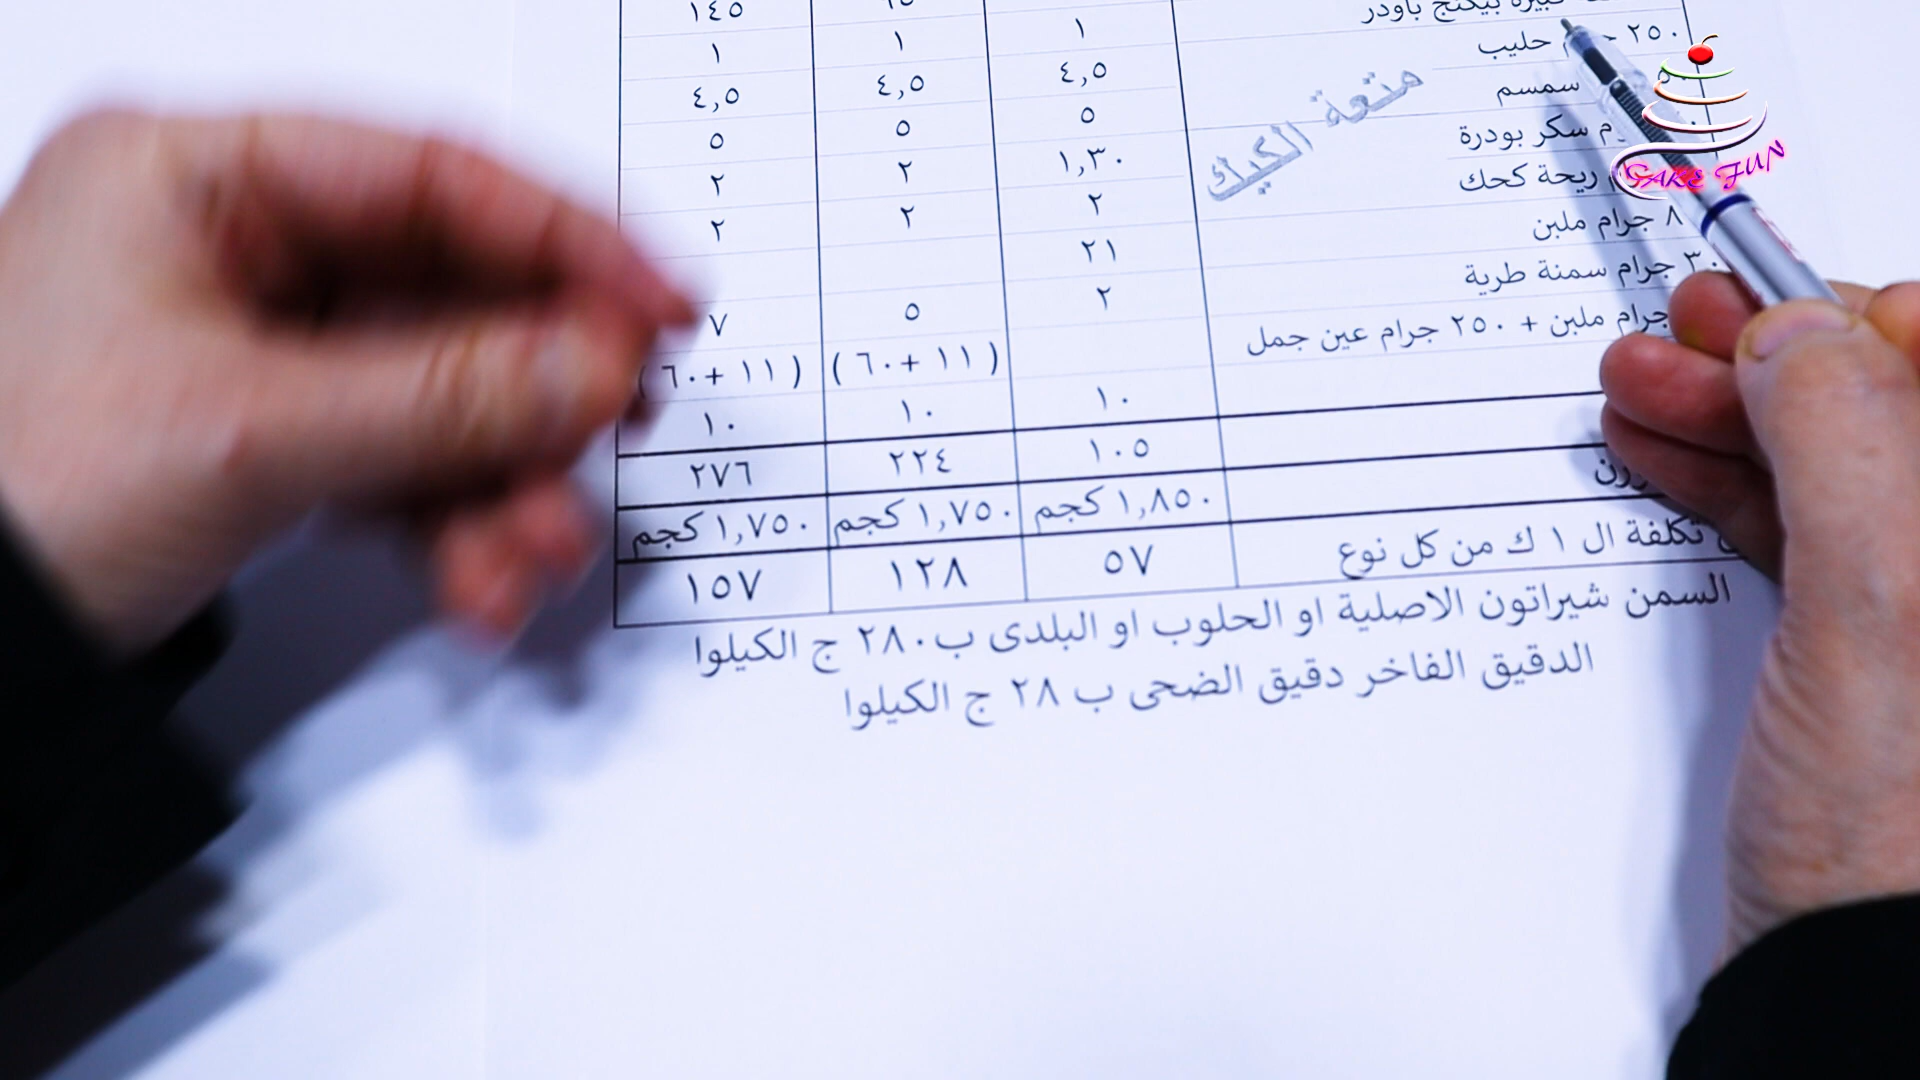 كبيرة بيكنج باودر ٦٥ ١٤٥
٢٥٠ حليب ١ ١ ١
سمسم ٤,٥ ٤,٥ ٤,٥
سكر بودرة ٥ ٥ ٥
ريحة كحك ١,٣٠ ٢ ٢
٨ جرام ملبن ٢ ٢ ٢
جرام سمنة طرية ٢١
جرام ملبن + ٢٥٠ جرام عين جمل ٢ ٥ ٧
( ١١ + ٦٠ ) ( ١١ + ٦٠ )
١٠ ١٠ ١٠
١٠٥ ٢٢٤ ٢٧٦
١,٨٥٠ كجم ١,٧٥٠ كجم ١,٧٥٠ كجم
تكلفة ال ١ ك من كل نوع ٥٧ ١٢٨ ١٥٧
السمن شيراتون الاصلية او الحلوب او البلدى ب٢٨٠ ج الكيلوا
الدقيق الفاخر دقيق الضحى ب ٢٨ ج الكيلوا
متعة الكيك
CAKE FUN